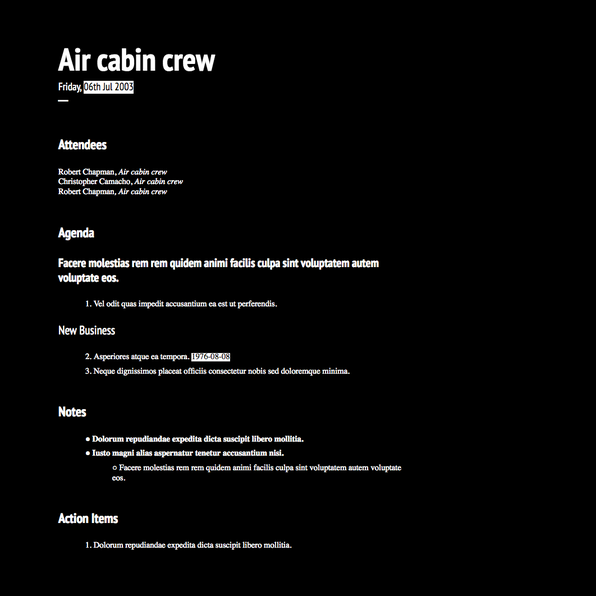 Air cabin crew
Friday, 06th Jul 2003
Attendees
Robert Chapman, Air cabin crew
Christopher Camacho, Air cabin crew
Robert Chapman, Air cabin crew
Agenda
Facere molestias rem rem quidem animi facilis culpa sint voluptatem autem
voluptate eos.
1. Vel odit quas impedit accusantium ea est ut perferendis.
New Business
2. Asperiores atque ea tempora. 1976-08-08
3. Neque dignissimos placeat officiis consectetur nobis sed doloremque minima.
Notes
● Dolorum repudiandae expedita dicta suscipit libero mollitia.
● Iusto magni alias aspernatur tenetur accusantium nisi.
○ Facere molestias rem rem quidem animi facilis culpa sint voluptatem autem voluptate
eos.
Action Items
1. Dolorum repudiandae expedita dicta suscipit libero mollitia.